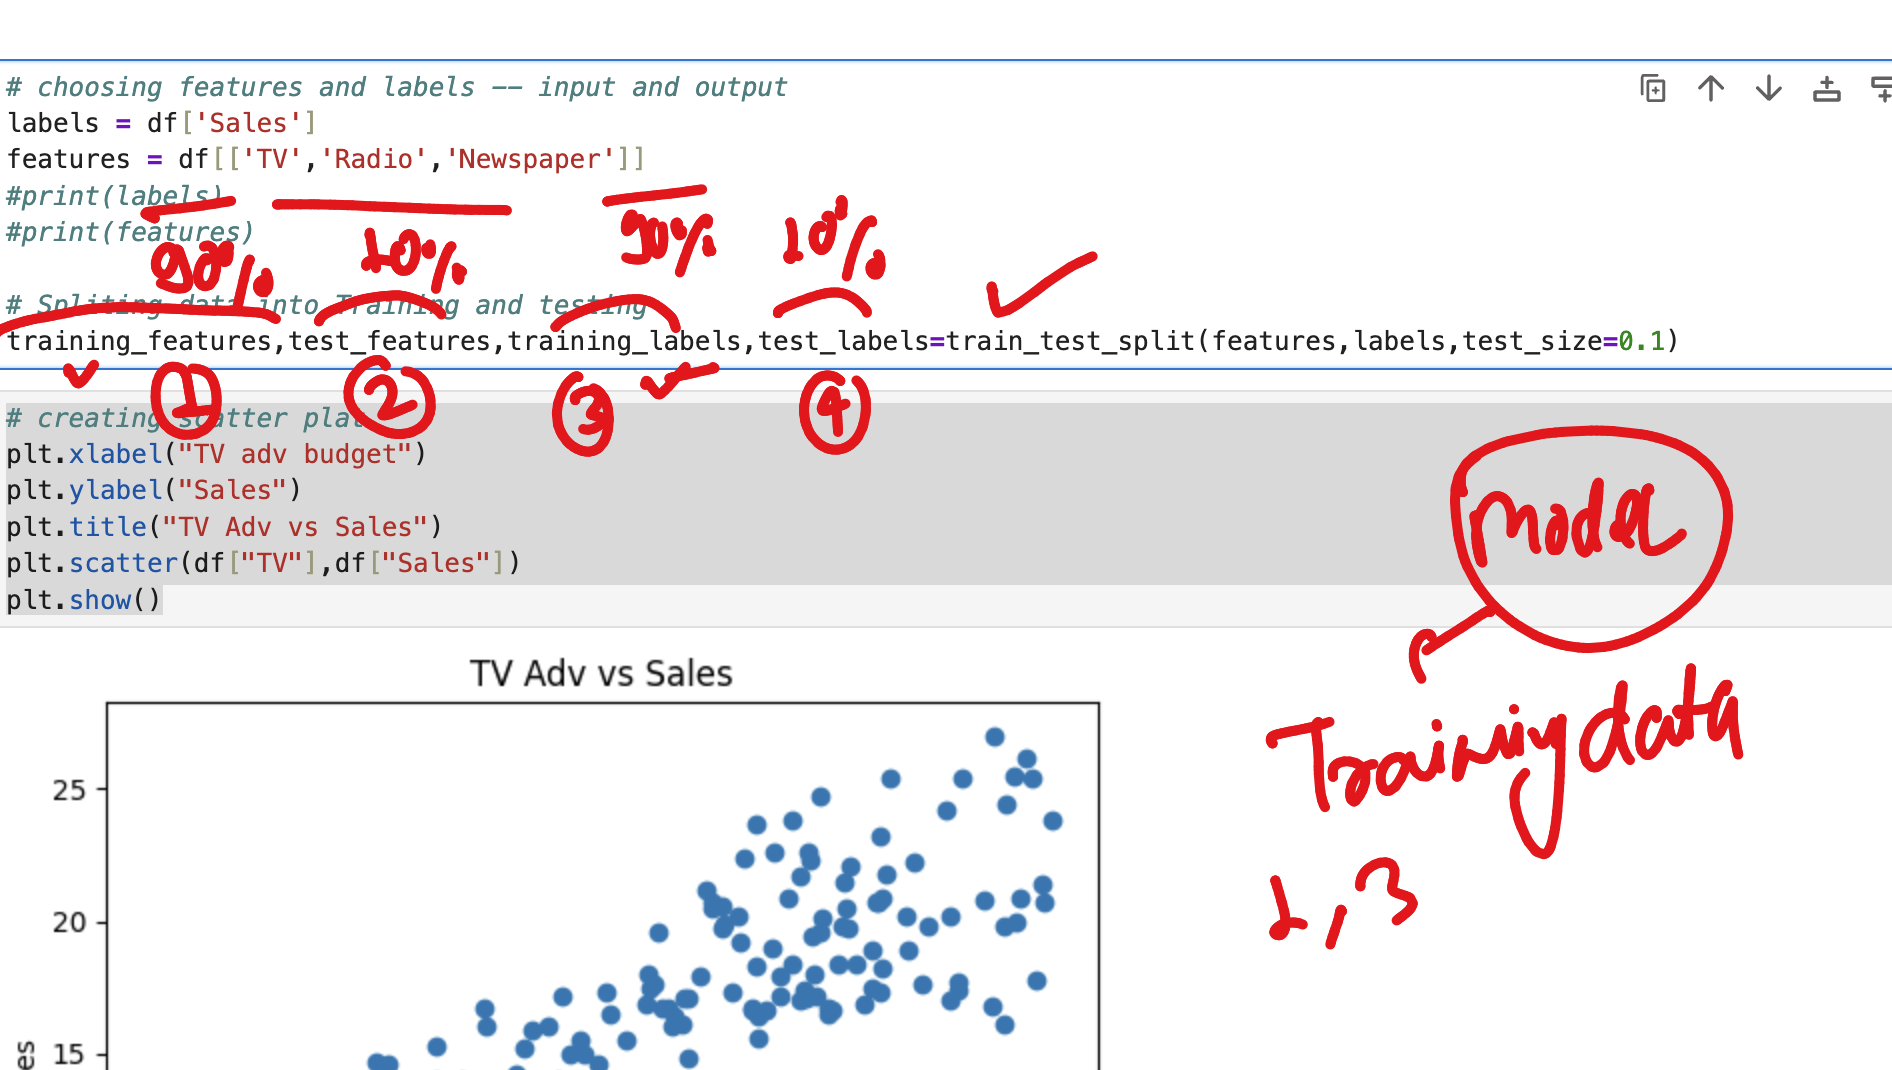 # choosing features and labels -- input and output
labels = df['Sales']
features = df[['TV','Radio','Newspaper']]
#print(labels)
#print(features)
90% 10% 90% 10%
# Spliting data into Training and testing
training_features,test_features,training_labels,test_labels=train_test_split(features,labels,test_size=0.1)
1 2 3 4
# creating scatter plat
plt.xlabel("TV adv budget")
plt.ylabel("Sales")
plt.title("TV Adv vs Sales")
plt.scatter(df["TV"],df["Sales"])
plt.show()
model
Training data
1,3
TV Adv vs Sales
25
20
15
es